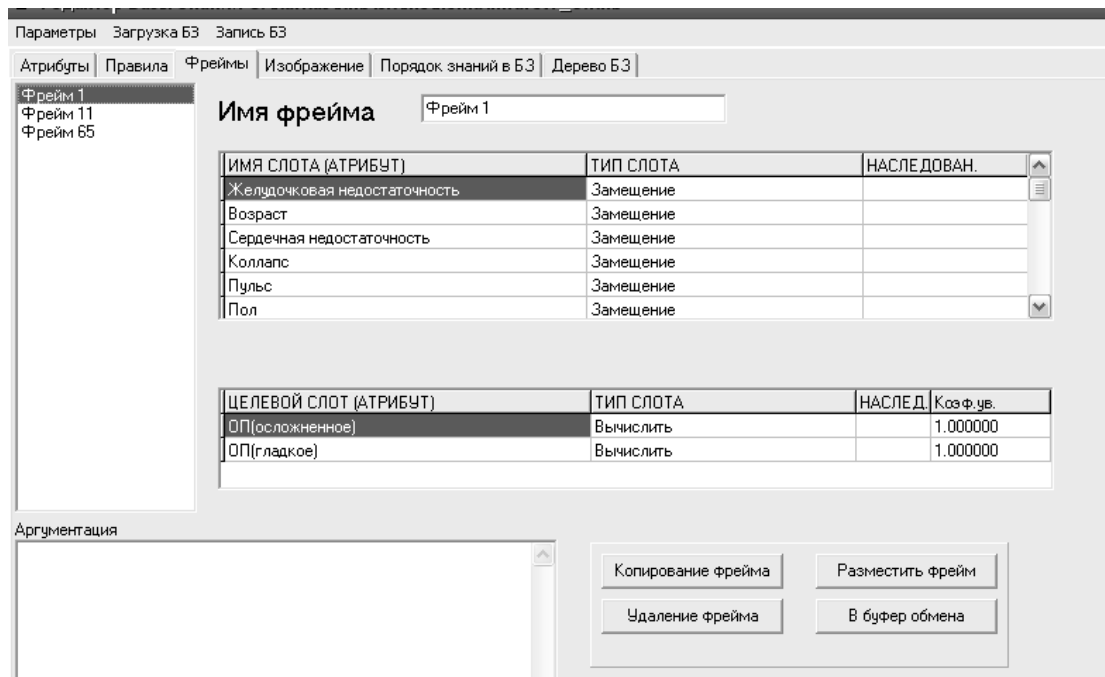 Параметры Загрузка БЗ Запись БЗ
Атрибуты Правила Фреймы Изображение Порядок знаний в БЗ Дерево БЗ
Фрейм 1
Фрейм 11
Фрейм 65
Имя фрейма Фрейм 1
ИМЯ СЛОТА (АТРИБУТ) ТИП СЛОТА НАСЛЕДОВАН.
Желудочковая недостаточность Замещение
Возраст Замещение
Сердечная недостаточность Замещение
Коллапс Замещение
Пульс Замещение
Пол Замещение
ЦЕЛЕВОЙ СЛОТ (АТРИБУТ) ТИП СЛОТА НАСЛЕД. Коэф.ув.
ОП(осложненное) Вычислить 1.000000
ОП(гладкое) Вычислить 1.000000
Аргументация
Копирование фрейма Разместить фрейм
Удаление фрейма В буфер обмена